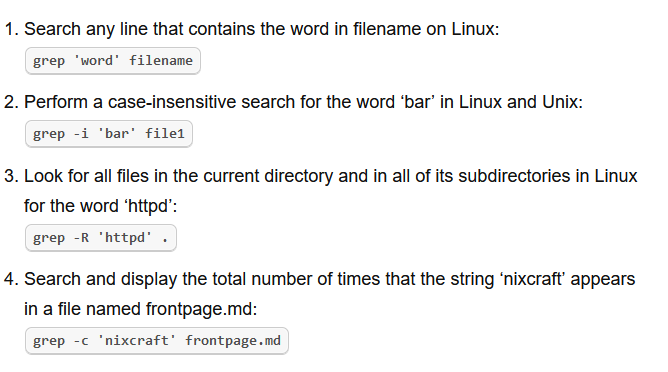 1. Search any line that contains the word in filename on Linux:
grep 'word' filename
2. Perform a case-insensitive search for the word ‘bar’ in Linux and Unix:
grep -i 'bar' file1
3. Look for all files in the current directory and in all of its subdirectories in Linux
for the word ‘httpd’:
grep -R 'httpd' .
4. Search and display the total number of times that the string ‘nixcraft’ appears
in a file named frontpage.md:
grep -c 'nixcraft' frontpage.md